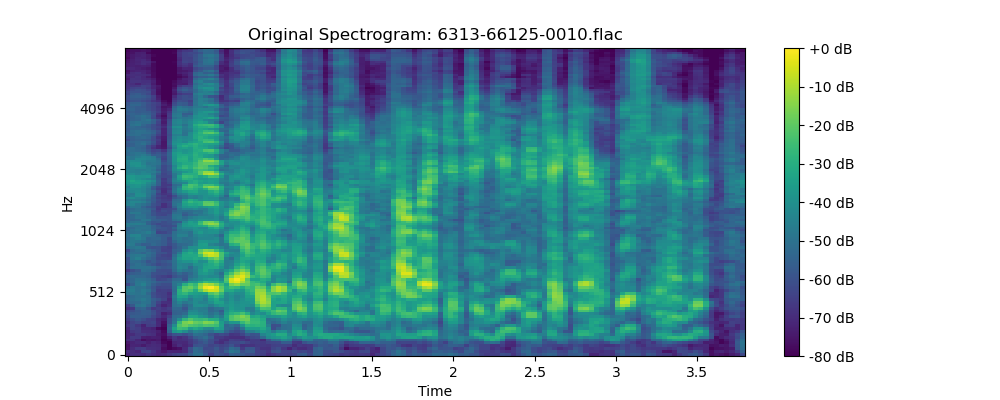 Original Spectrogram: 6313-66125-0010.flac
Hz
4096
2048
1024
512
0
0
0.5
1
1.5
2
2.5
3
3.5
Time
+0 dB
-10 dB
-20 dB
-30 dB
-40 dB
-50 dB
-60 dB
-70 dB
-80 dB